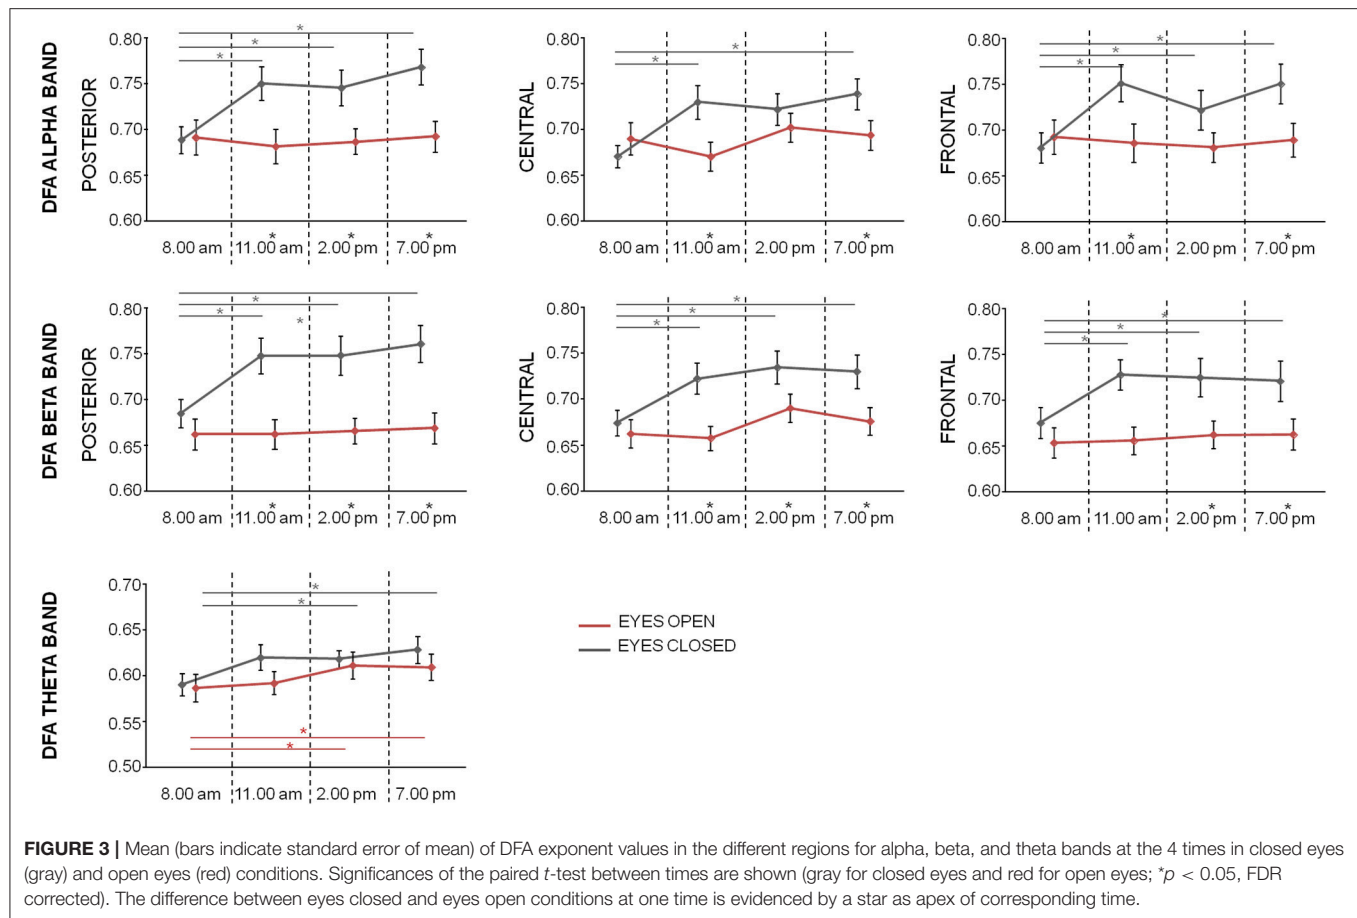 DFA ALPHA BAND
POSTERIOR
0.80
0.75
0.70
0.65
0.60
* * *
8.00 am 11.00* am 2.00* pm 7.00* pm
CENTRAL
0.80
0.75
0.70
0.65
0.60
* *
8.00 am 11.00* am 2.00 pm 7.00* pm
FRONTAL
0.80
0.75
0.70
0.65
0.60
* * *
8.00 am 11.00* am 2.00 pm 7.00* pm
DFA BETA BAND
POSTERIOR
0.80
0.75
0.70
0.65
0.60
* * *
8.00 am 11.00* am 2.00* pm 7.00* pm
CENTRAL
0.80
0.75
0.70
0.65
0.60
* * *
8.00 am 11.00* am 2.00* pm 7.00* pm
FRONTAL
0.80
0.75
0.70
0.65
0.60
* * *
8.00 am 11.00 am 2.00* pm 7.00* pm
DFA THETA BAND
0.70
0.65
0.60
0.55
0.50
* *
* *
8.00 am 11.00 am 2.00 pm 7.00 pm
EYES OPEN
EYES CLOSED
FIGURE 3 | Mean (bars indicate standard error of mean) of DFA exponent values in the different regions for alpha, beta, and theta bands at the 4 times in closed eyes
(gray) and open eyes (red) conditions. Significances of the paired t-test between times are shown (gray for closed eyes and red for open eyes; *p < 0.05, FDR
corrected). The difference between eyes closed and eyes open conditions at one time is evidenced by a star as apex of corresponding time.